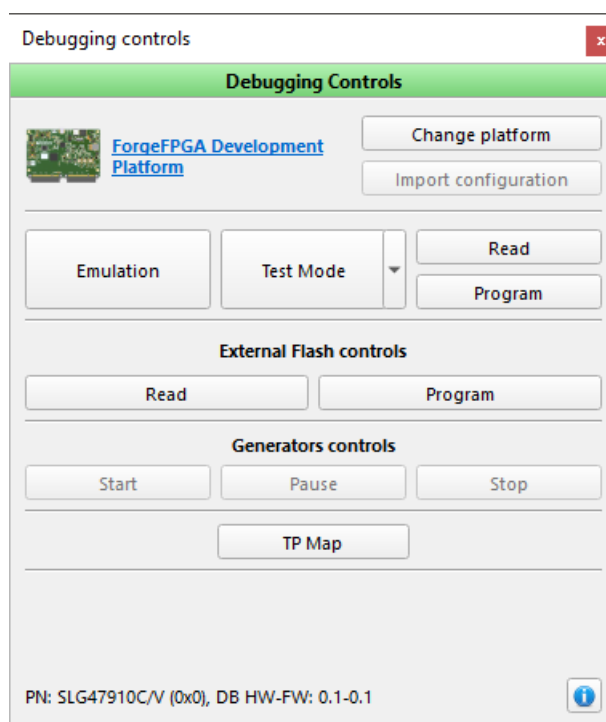 Debugging controls
x
Debugging Controls
ForgeFPGA Development
Platform
Change platform
Import configuration
Emulation
Test Mode
Read
Program
External Flash controls
Read
Program
Generators controls
Start
Pause
Stop
TP Map
PN: SLG47910C/V (0x0), DB HW-FW: 0.1-0.1
i